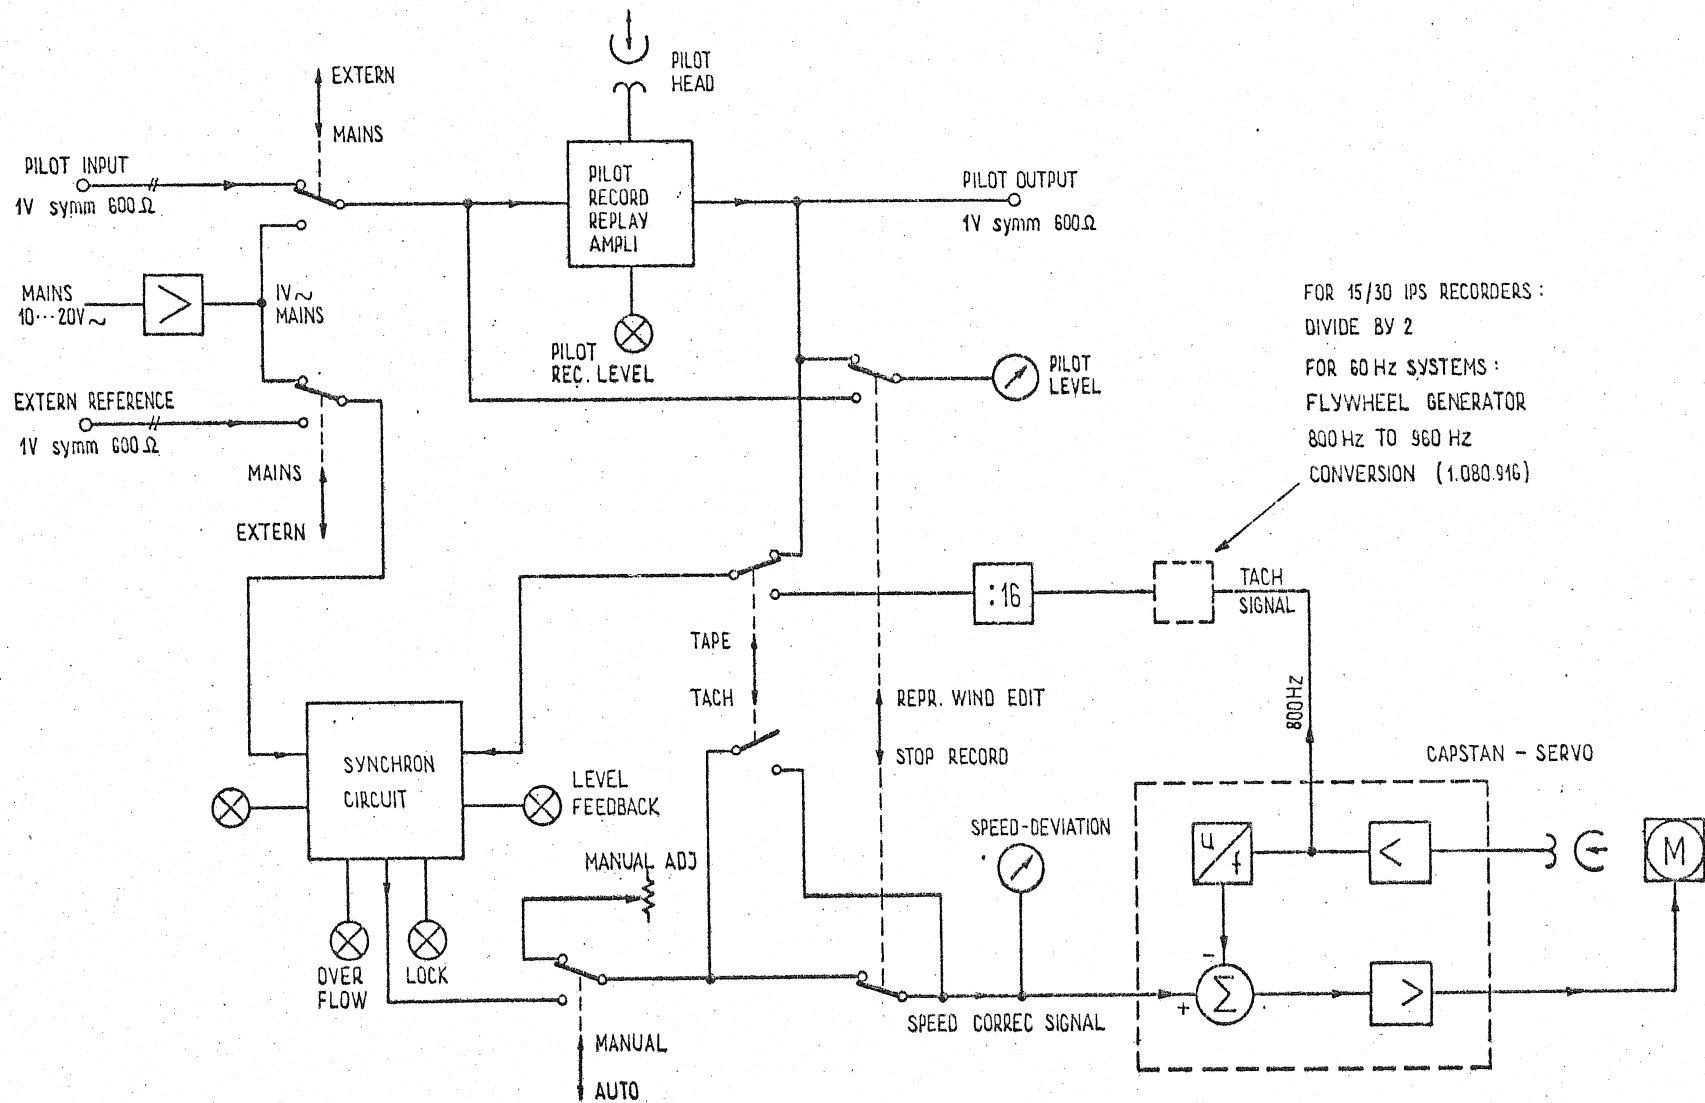 PILOT
HEAD
EXTERN
MAINS
PILOT INPUT
1V symm 600Ω
PILOT
RECORD
REPLAY
AMPLI
PILOT OUTPUT
1V symm 600Ω
MAINS
10···20V~
>
1V~
MAINS
PILOT
REC. LEVEL
PILOT
LEVEL
FOR 15/30 IPS RECORDERS :
DIVIDE BY 2
FOR 60 Hz SYSTEMS :
FLYWHEEL GENERATOR
800 Hz TO 960 Hz
CONVERSION (1.080.916)
EXTERN REFERENCE
1V symm 600Ω
MAINS
EXTERN
:16
TACH
SIGNAL
TAPE
TACH
REPR. WIND EDIT
STOP RECORD
800Hz
CAPSTAN - SERVO
SYNCHRON
CIRCUIT
LEVEL
FEEDBACK
MANUAL ADJ
SPEED-DEVIATION
u
f
<
M
OVER
FLOW
LOCK
-
+
Σ
>
SPEED CORREC SIGNAL
MANUAL
AUTO